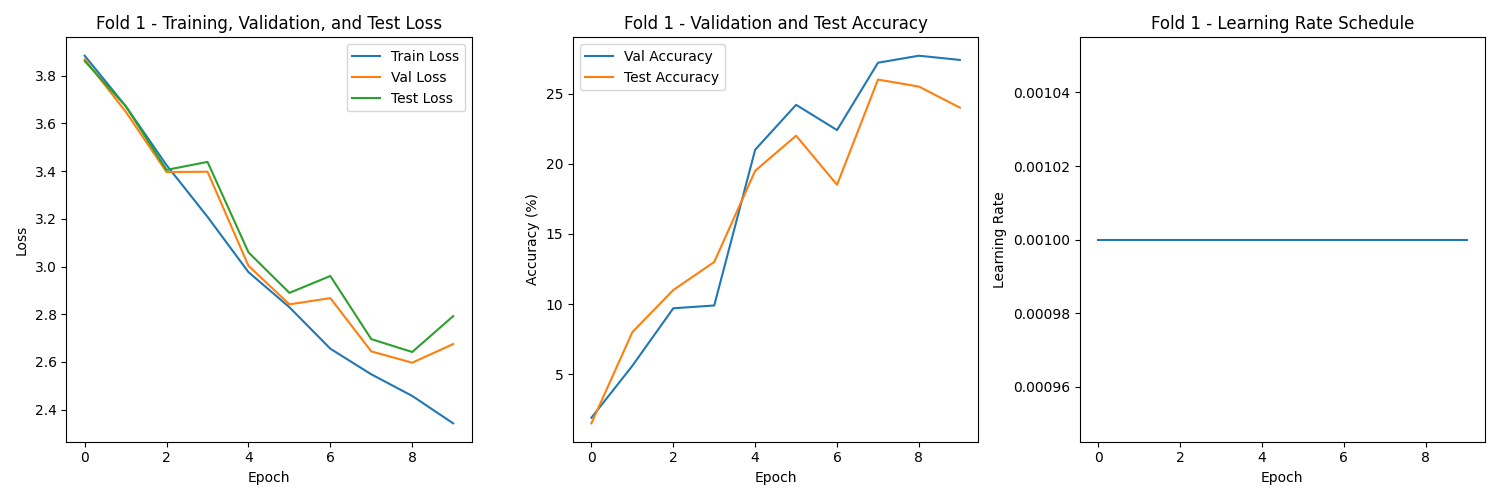 Fold 1 - Training, Validation, and Test Loss
Train Loss
Val Loss
Test Loss
3.8
3.6
3.4
3.2
3.0
2.8
2.6
2.4
Loss
0 2 4 6 8
Epoch
Fold 1 - Validation and Test Accuracy
Val Accuracy
Test Accuracy
25
20
15
10
5
Accuracy (%)
0 2 4 6 8
Epoch
Fold 1 - Learning Rate Schedule
0.00104
0.00102
0.00100
0.00098
0.00096
Learning Rate
0 2 4 6 8
Epoch